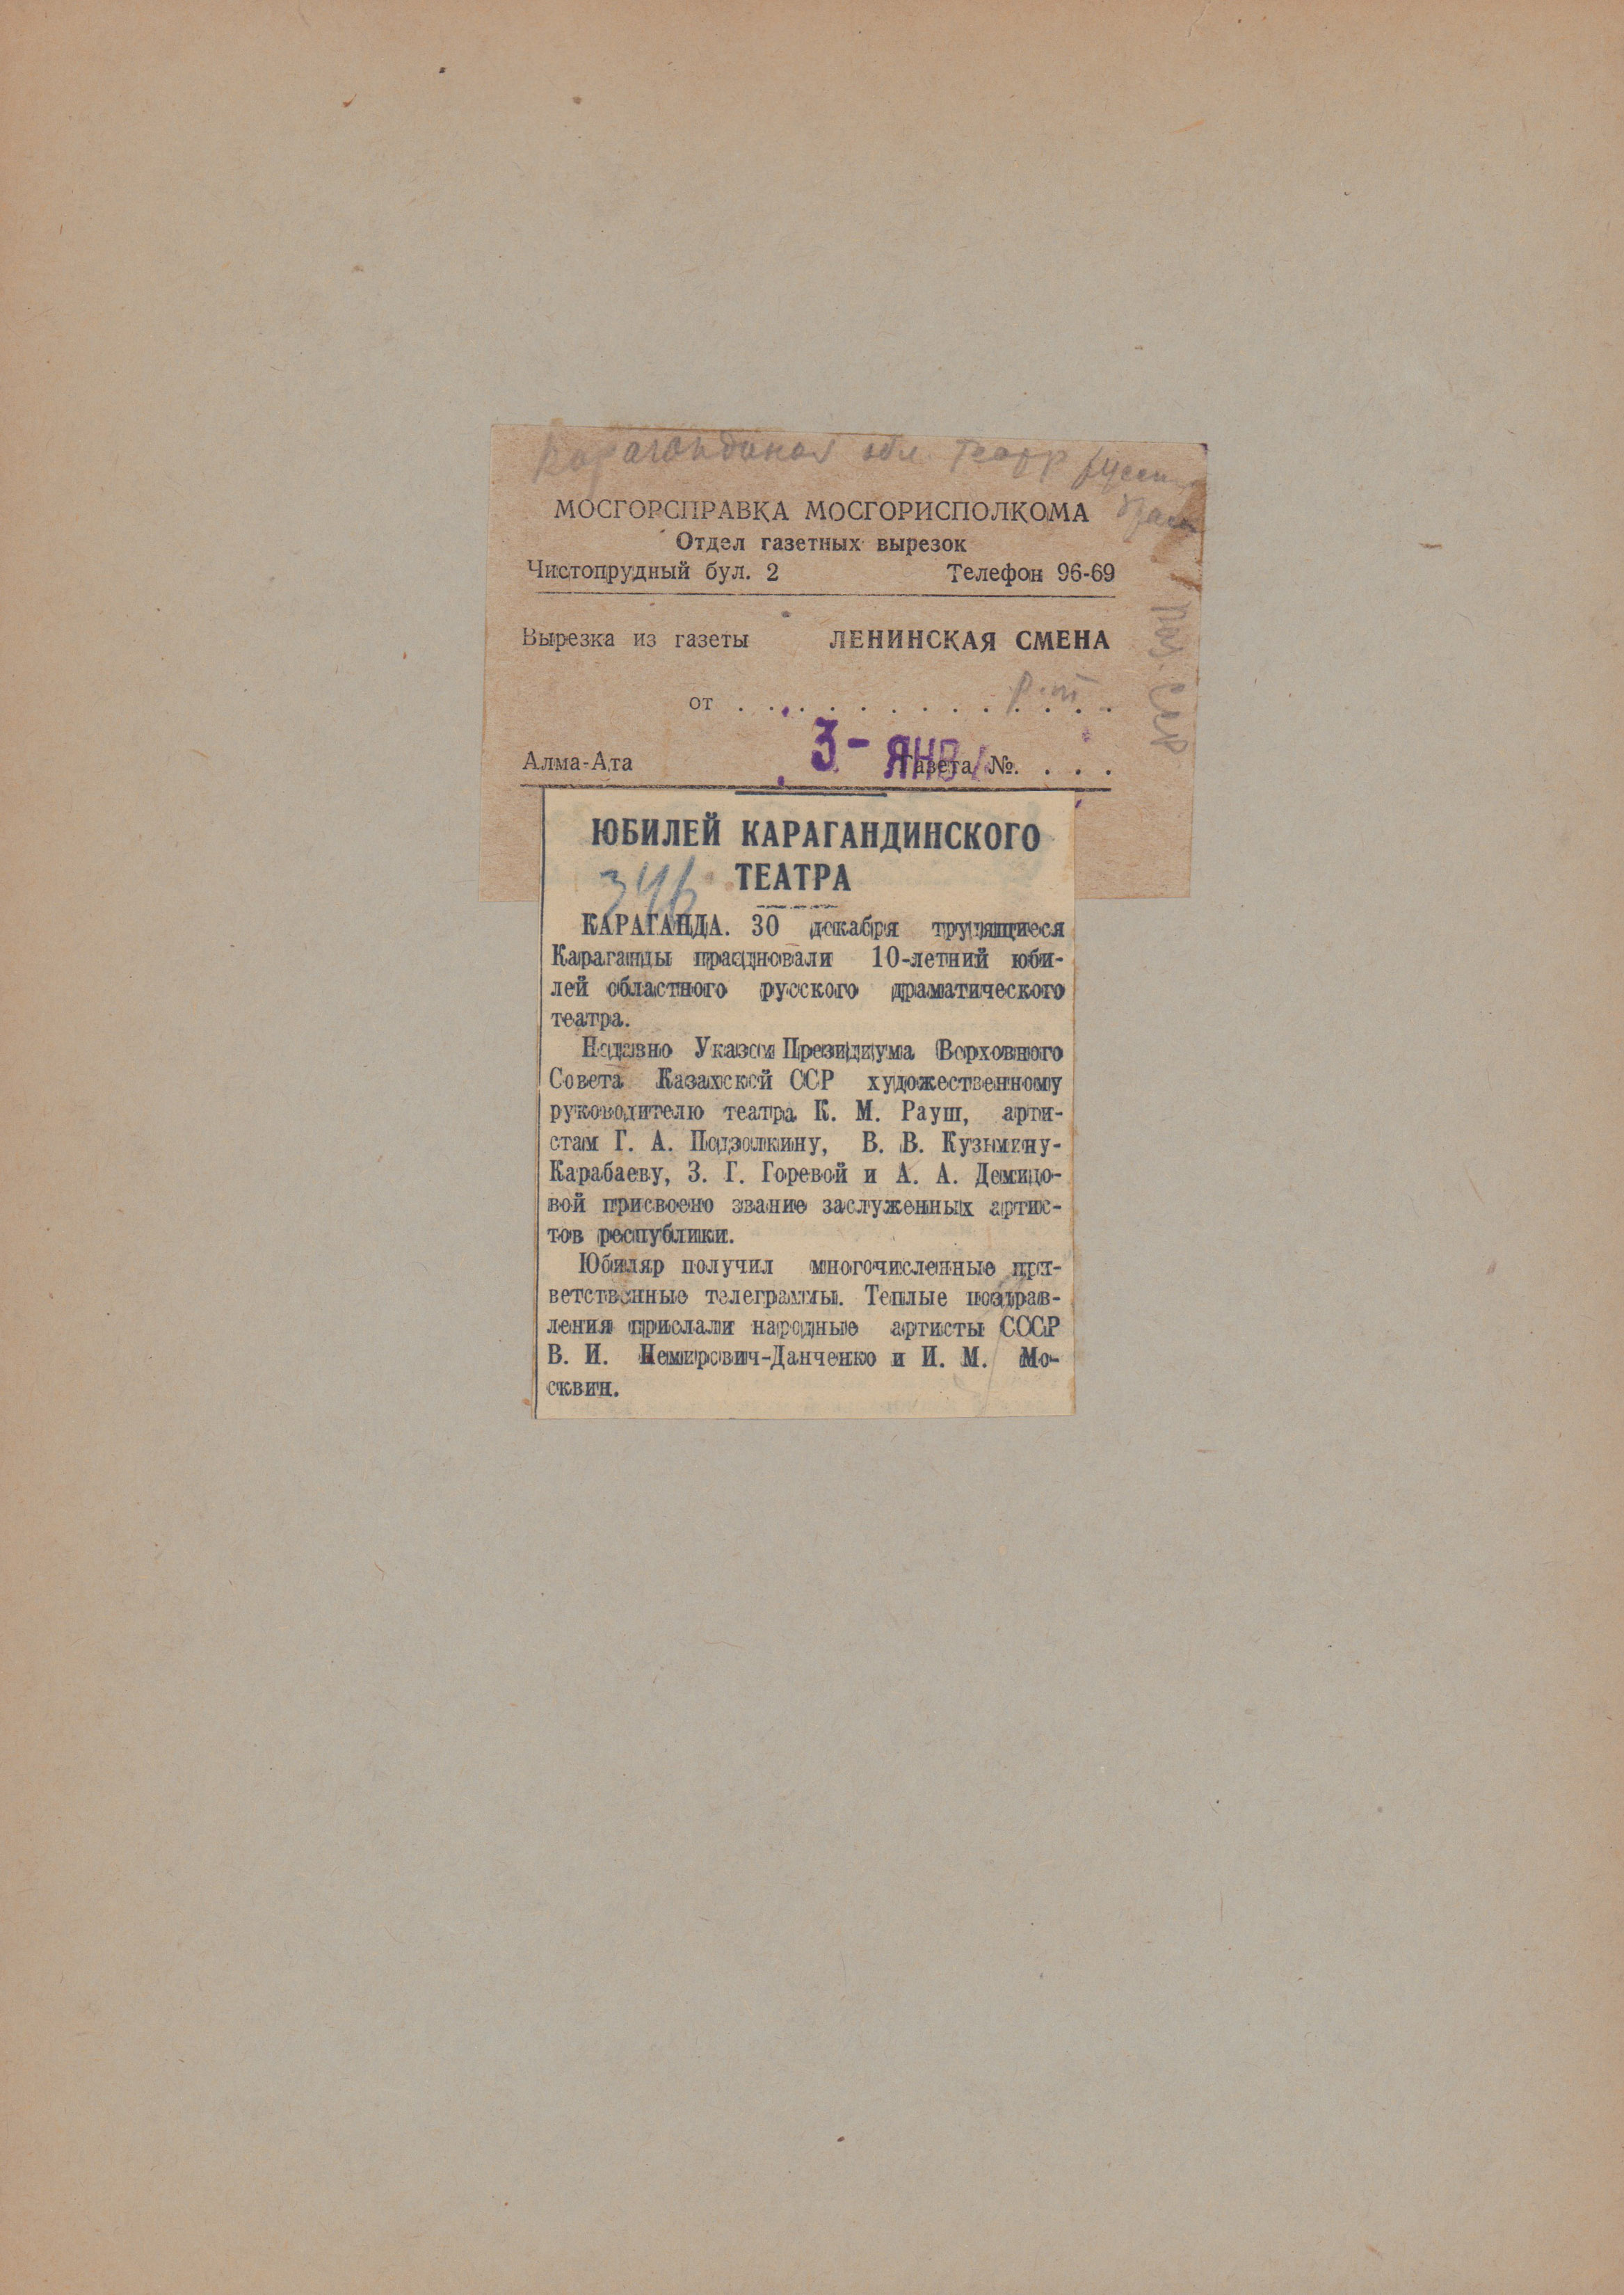 обл. театр
МОСГОРСПРАВКА МОСГОРИСПОЛКОМА
Отдел газетных вырезок
Чистопрудный бул. 2 Телефон 96-69
Вырезка из газеты ЛЕНИНСКАЯ СМЕНА
от . . . . . . . . . . . . .
3 - ЯНВ
Алма-Ата Газета №. . . .
ЮБИЛЕЙ КАРАГАНДИНСКОГО
ТЕАТРА
346
КАРАГАНДА. 30 декабря трудящиеся
Караганды праздновали 10-летний юби-
лей областного русского драматического
театра.
Недавно Указом Президиума Верховного
Совета Казахской ССР художественному
руководителю театра К. М. Рауш, арти-
стам Г. А. Подзолкину, В. В. Кузьмину-
Карабаеву, З. Г. Горевой и А. А. Демидо-
вой присвоено звание заслуженных артис-
тов республики.
Юбиляр получил многочисленные при-
ветственные телеграммы. Теплые поздрав-
ления прислали народные артисты СССР
В. И. Немирович-Данченко и И. М. Мо-
сквин.